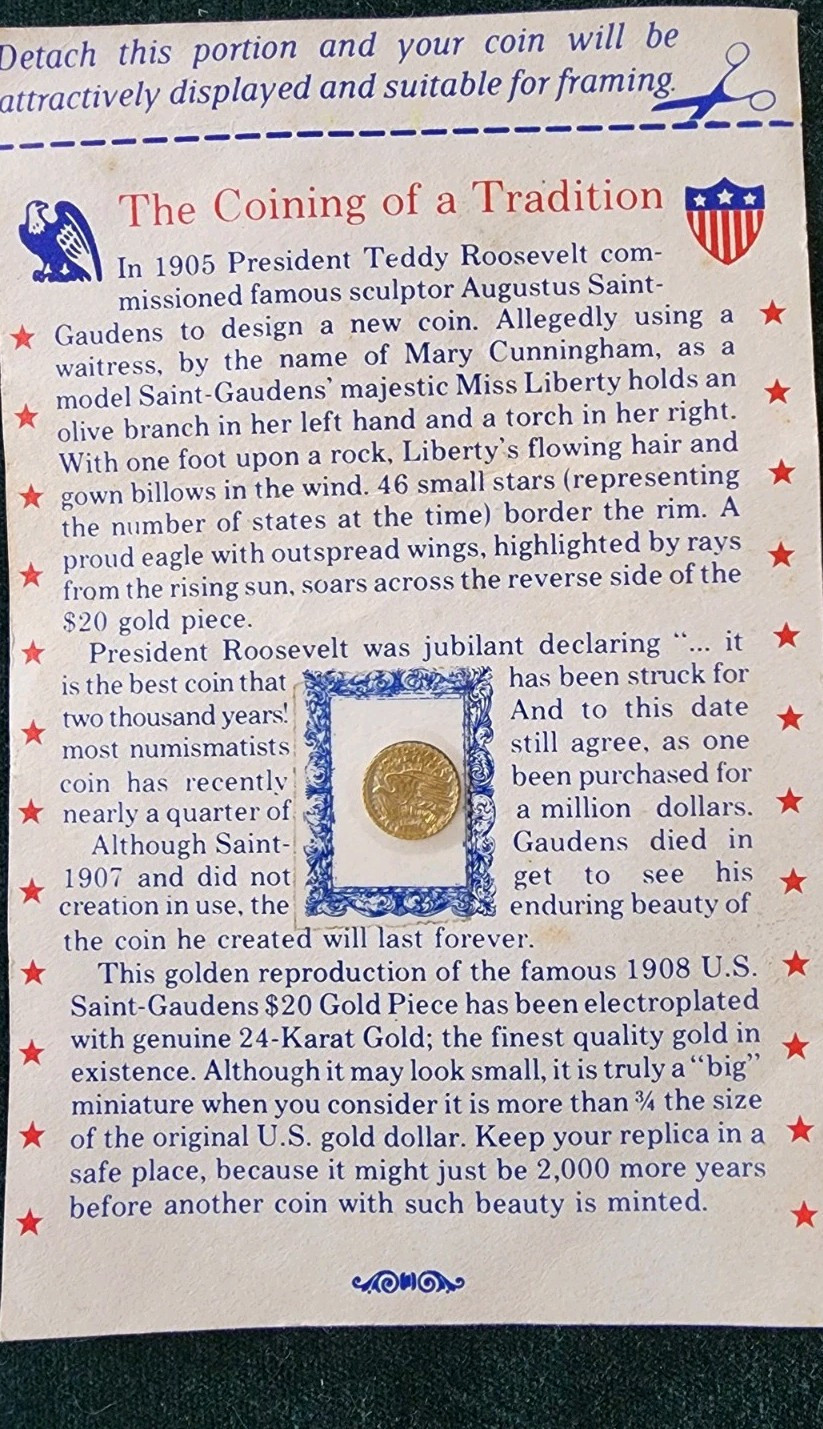 Detach this portion and your coin will be
attractively displayed and suitable for framing.
The Coining of a Tradition
In 1905 President Teddy Roosevelt com-
missioned famous sculptor Augustus Saint-
Gaudens to design a new coin. Allegedly using a
waitress, by the name of Mary Cunningham, as a
model Saint-Gaudens' majestic Miss Liberty holds an
olive branch in her left hand and a torch in her right.
With one foot upon a rock, Liberty's flowing hair and
gown billows in the wind. 46 small stars (representing
the number of states at the time) border the rim. A
proud eagle with outspread wings, highlighted by rays
from the rising sun, soars across the reverse side of the
$20 gold piece.
President Roosevelt was jubilant declaring "... it
is the best coin that has been struck for
two thousand years! And to this date
most numismatists still agree, as one
coin has recently been purchased for
nearly a quarter of a million dollars.
Although Saint- Gaudens died in
1907 and did not get to see his
creation in use, the enduring beauty of
the coin he created will last forever.
This golden reproduction of the famous 1908 U.S.
Saint-Gaudens $20 Gold Piece has been electroplated
with genuine 24-Karat Gold; the finest quality gold in
existence. Although it may look small, it is truly a "big"
miniature when you consider it is more than ¾ the size
of the original U.S. gold dollar. Keep your replica in a
safe place, because it might just be 2,000 more years
before another coin with such beauty is minted.